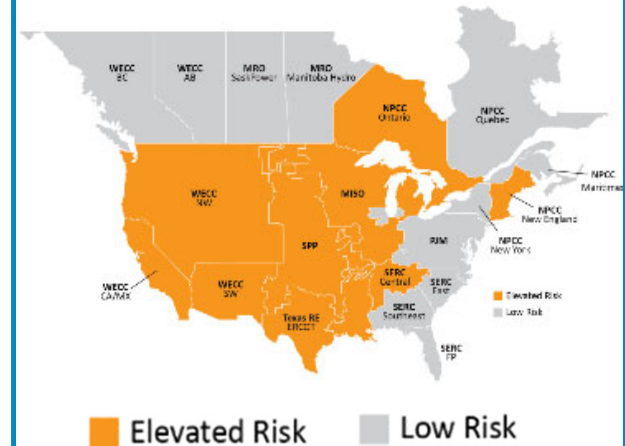 WECC
BC
WECC
AB
MRO
SaskPower
MRO
Manitoba Hydro
NPCC
Ontario
NPCC
Quebec
NPCC
Maritimes
NPCC
New England
NPCC
New York
WECC
NW
MISO
SPP
PJM
WECC
CA/MX
WECC
SW
SERC
Central
SERC
East
Texas RE
ERCOT
SERC
Southeast
SERC
FP
Elevated Risk
Low Risk
Elevated Risk
Low Risk